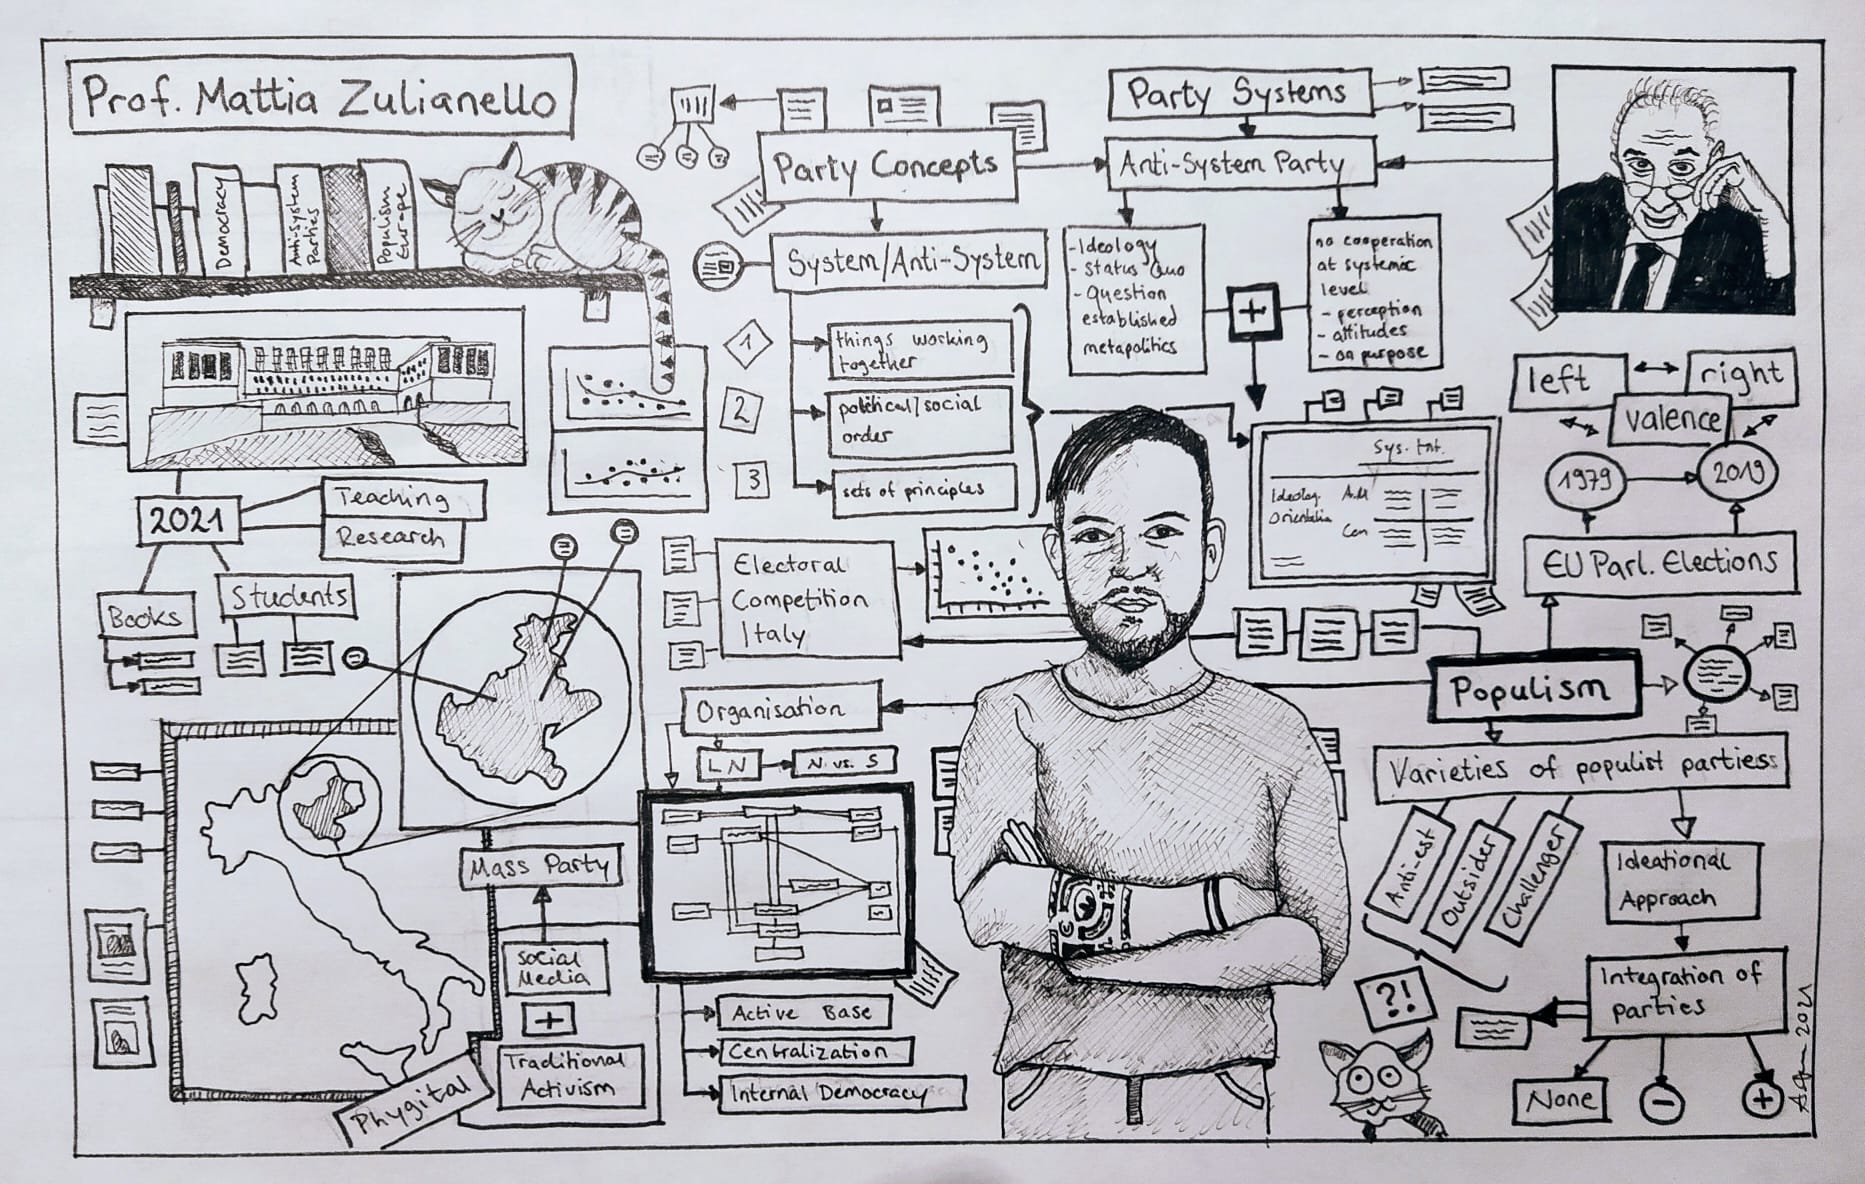 Prof. Mattia Zulianello
Democracy
Anti-System
Parties
Populism
Europe
2021
Teaching
Research
Books
Students
Party Concepts
System/Anti-System
1
things working
together
2
political/social
order
3
sets of principles
Party Systems
Anti-System Party
- Ideology
- Status Quo
- Question
established
metapolitics
+
no cooperation
at systemic
level
- perception
- attitudes
- on purpose
Sys. Int.
Ideolog.
Orientatio
A.M
Cen
left
right
valence
1979
2019
EU Parl. Elections
Electoral
Competition
Italy
Organisation
LN
N. vs. S
Mass Party
Social
Media
+
Traditional
Activism
Phygital
Active Base
Centralization
Internal Democracy
Populism
Varieties of populist partiess
Anti-est
Outsider
Challenger
Ideational
Approach
Integration of
parties
None
-
+
?!
2021